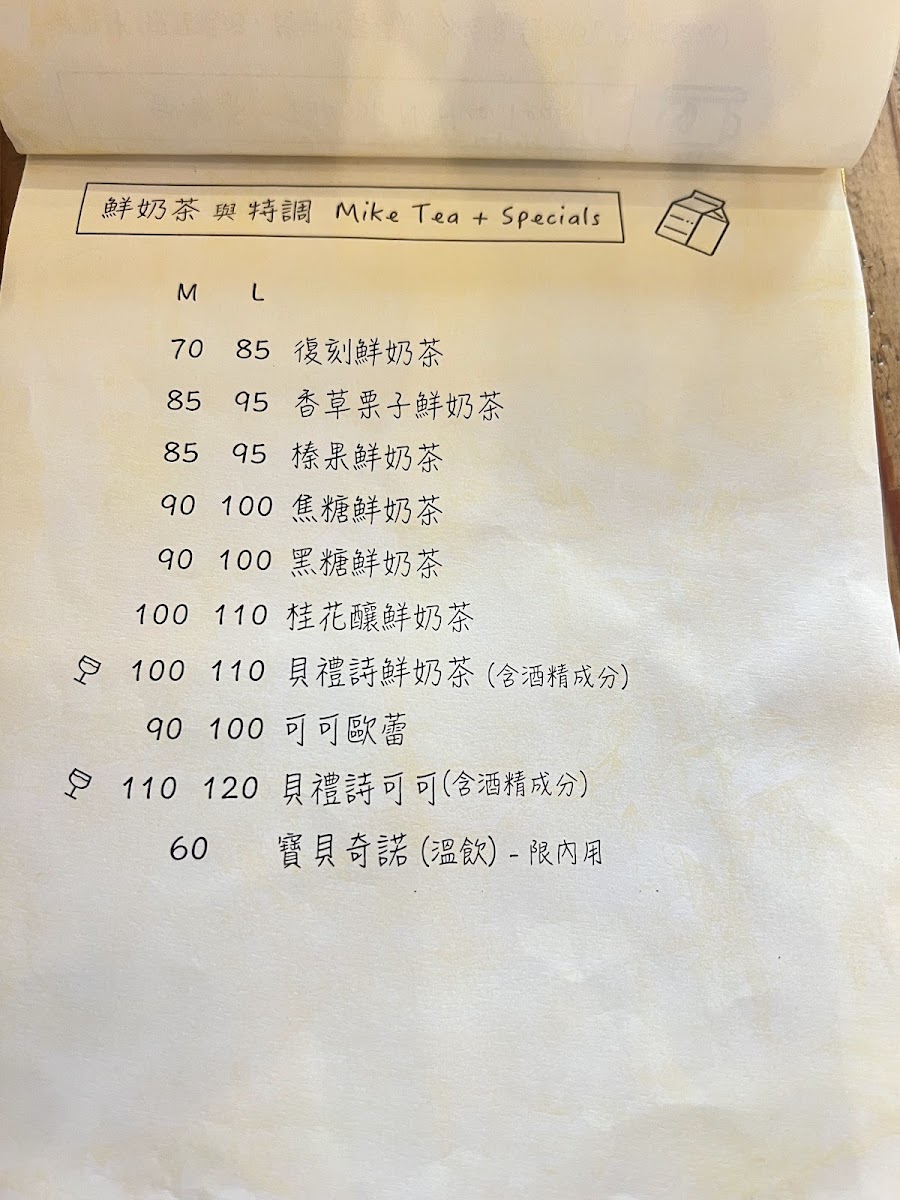 鮮奶茶 與 特調 Mike Tea + Specials
M L
70 85 復刻鮮奶茶
85 95 香草栗子鮮奶茶
85 95 榛果鮮奶茶
90 100 焦糖鮮奶茶
90 100 黑糖鮮奶茶
100 110 桂花釀鮮奶茶
100 110 貝禮詩鮮奶茶 (含酒精成分)
90 100 可可歐蕾
110 120 貝禮詩可可(含酒精成分)
60 寶貝奇諾 (溫飲) - 限內用